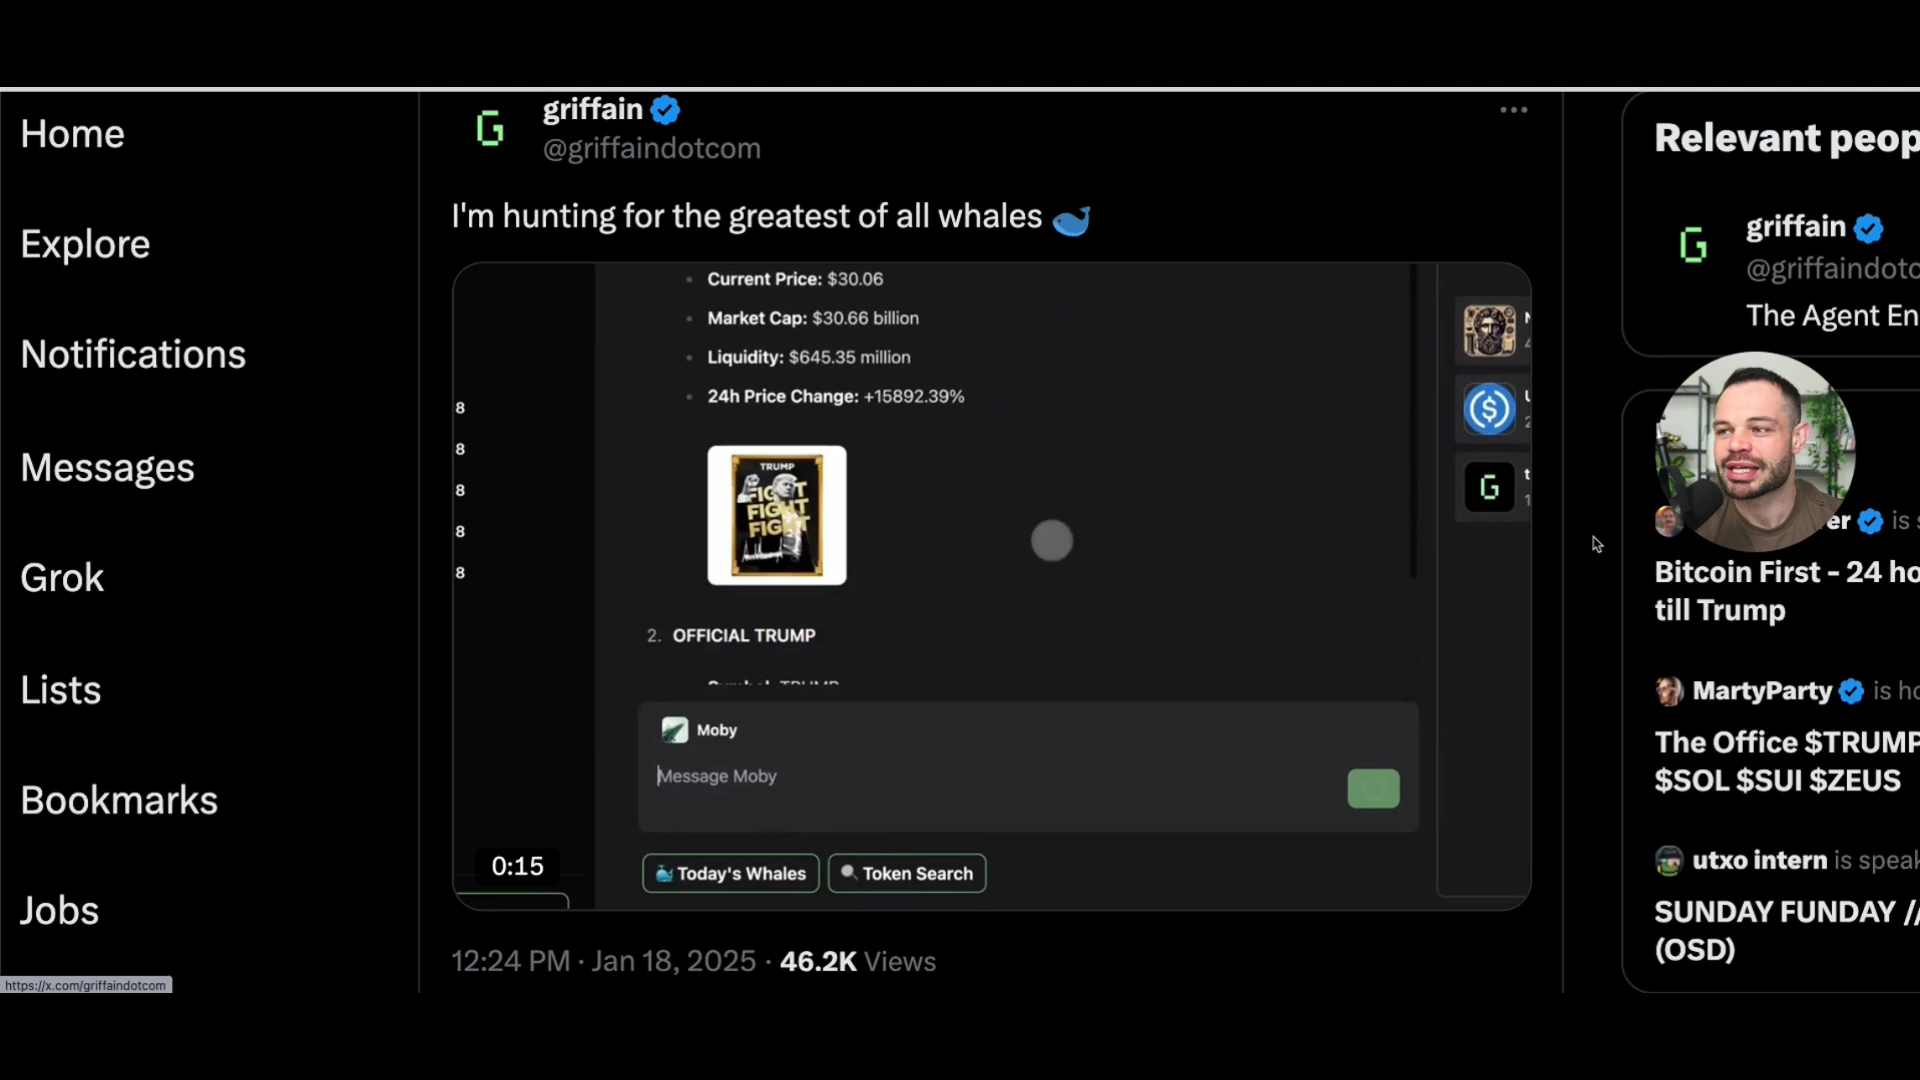 Home
Explore
Notifications
Messages
Grok
Lists
Bookmarks
Jobs
https://x.com/griffaindotcom
griffain
@griffaindotcom
I'm hunting for the greatest of all whales
Current Price: $30.06
Market Cap: $30.66 billion
Liquidity: $645.35 million
24h Price Change: +15892.39%
8
8
8
8
8
TRUMP
FIGHT
FIGHT
FIGHT
2. OFFICIAL TRUMP
Moby
Message Moby
Today's Whales
Token Search
0:15
12:24 PM · Jan 18, 2025 · 46.2K Views
Relevant peop
griffain
@griffaindotc
The Agent En
er is s
Bitcoin First - 24 ho
till Trump
MartyParty is ho
The Office $TRUMP
$SOL $SUI $ZEUS
utxo intern is speak
SUNDAY FUNDAY //
(OSD)